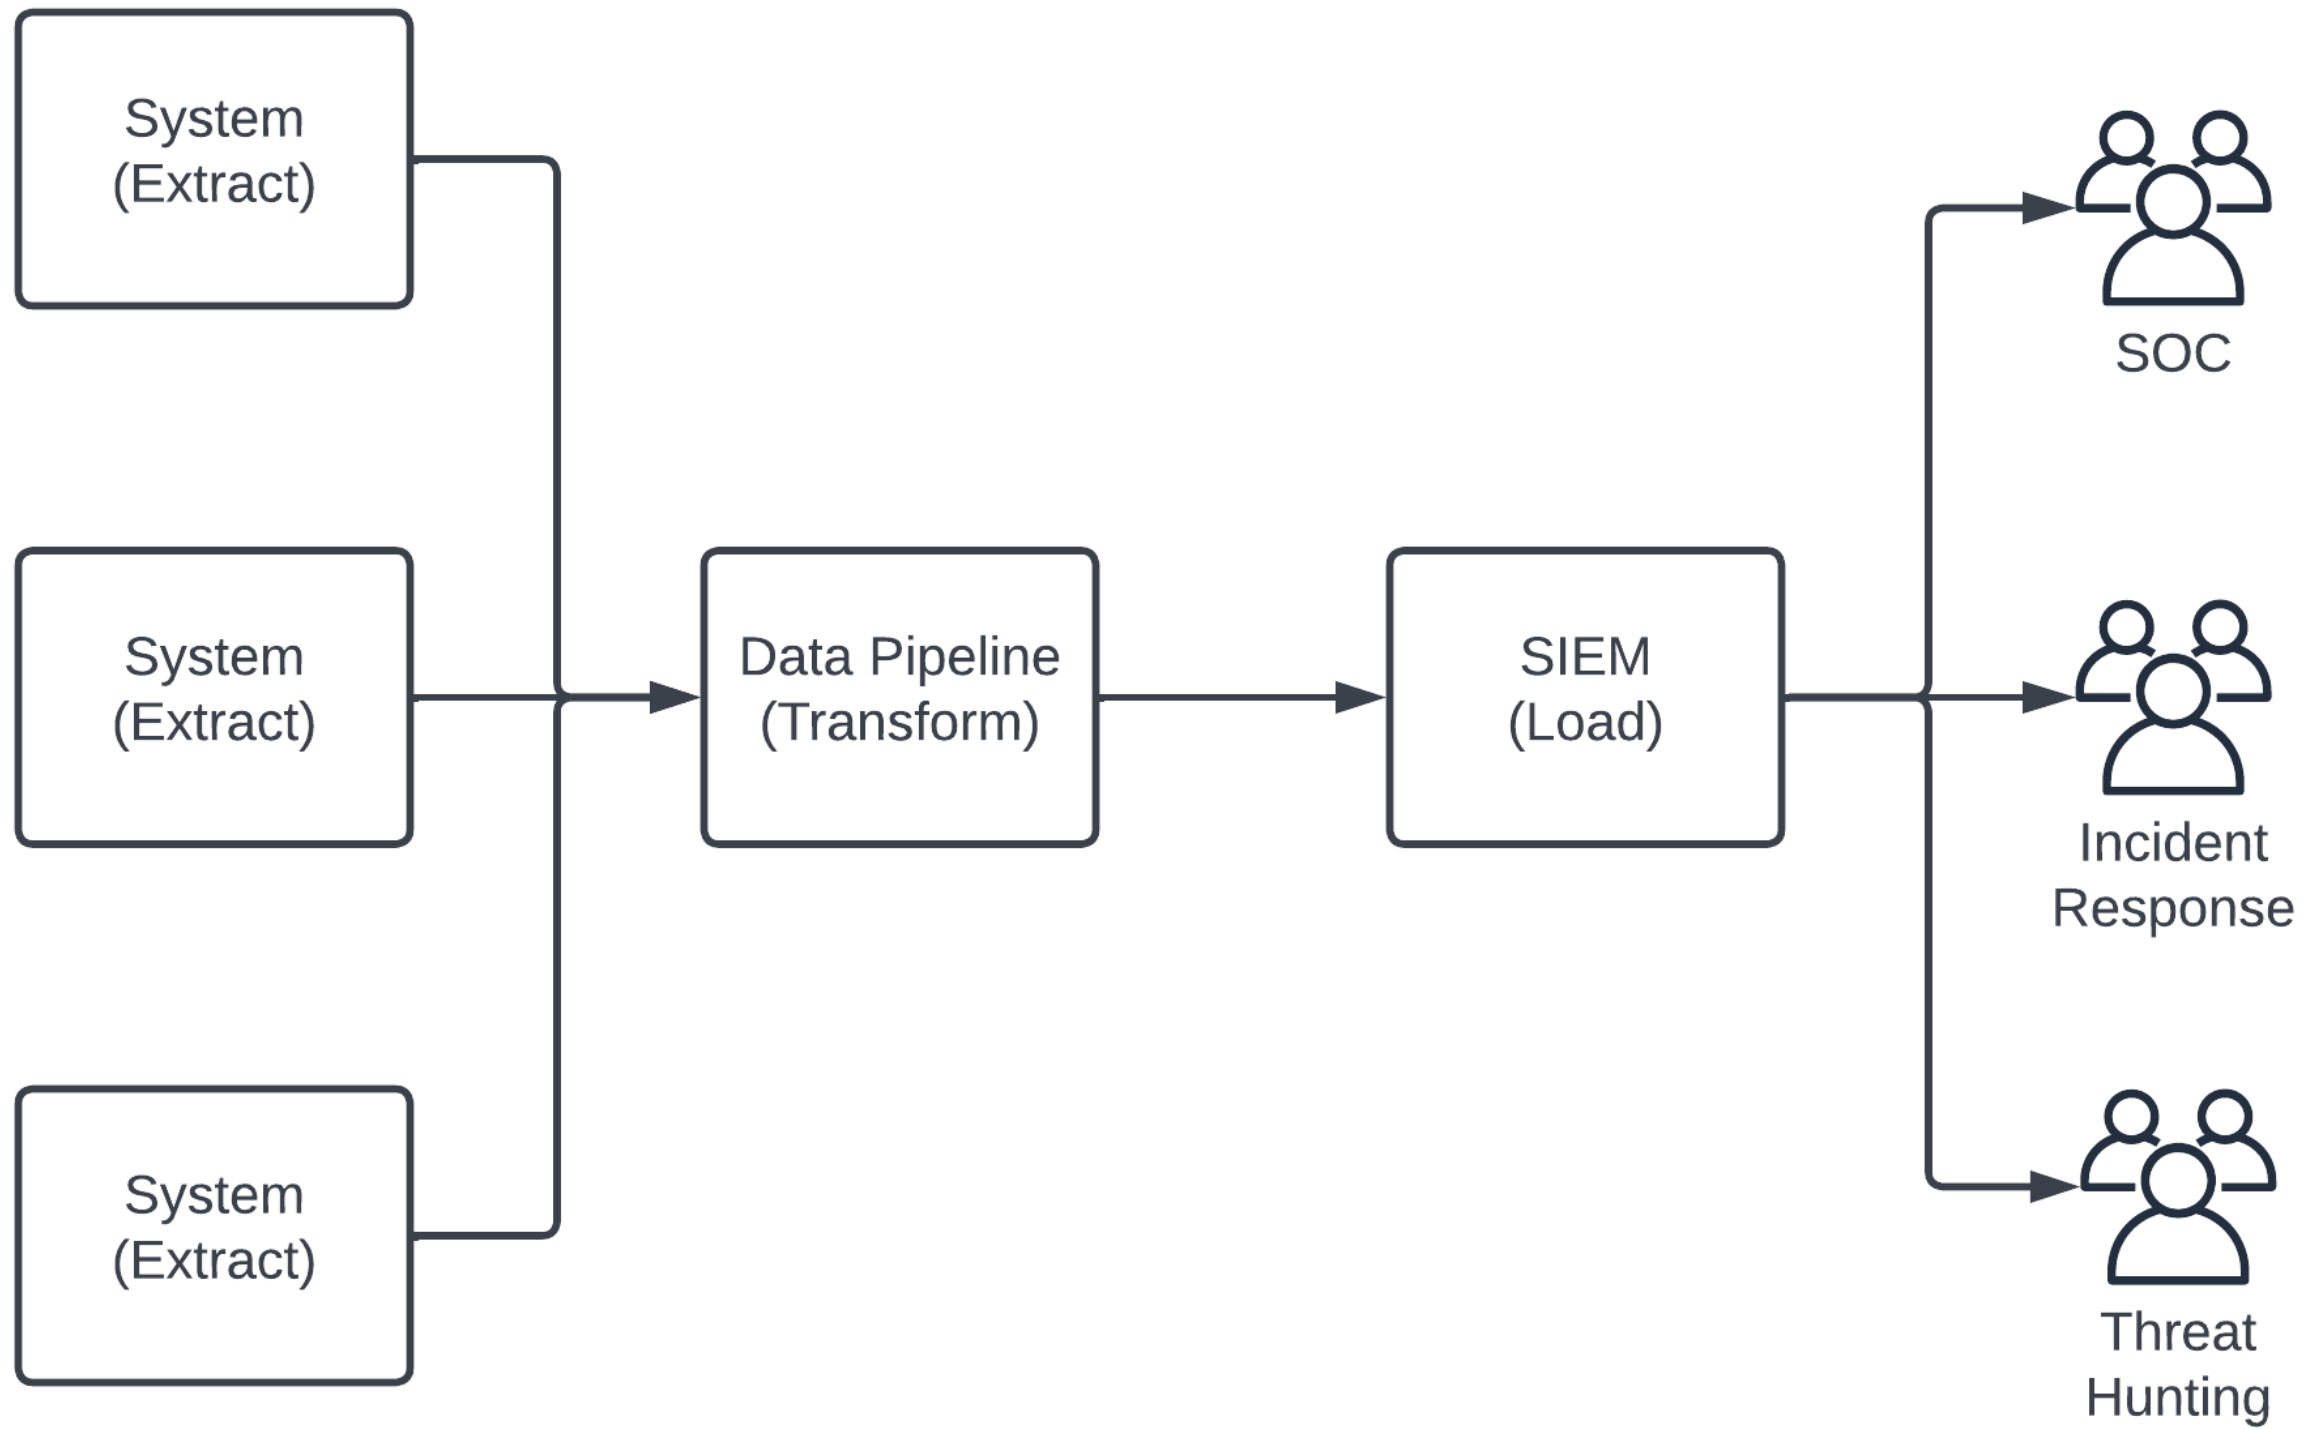 System
(Extract)
System
(Extract)
System
(Extract)
Data Pipeline
(Transform)
SIEM
(Load)
SOC
Incident
Response
Threat
Hunting